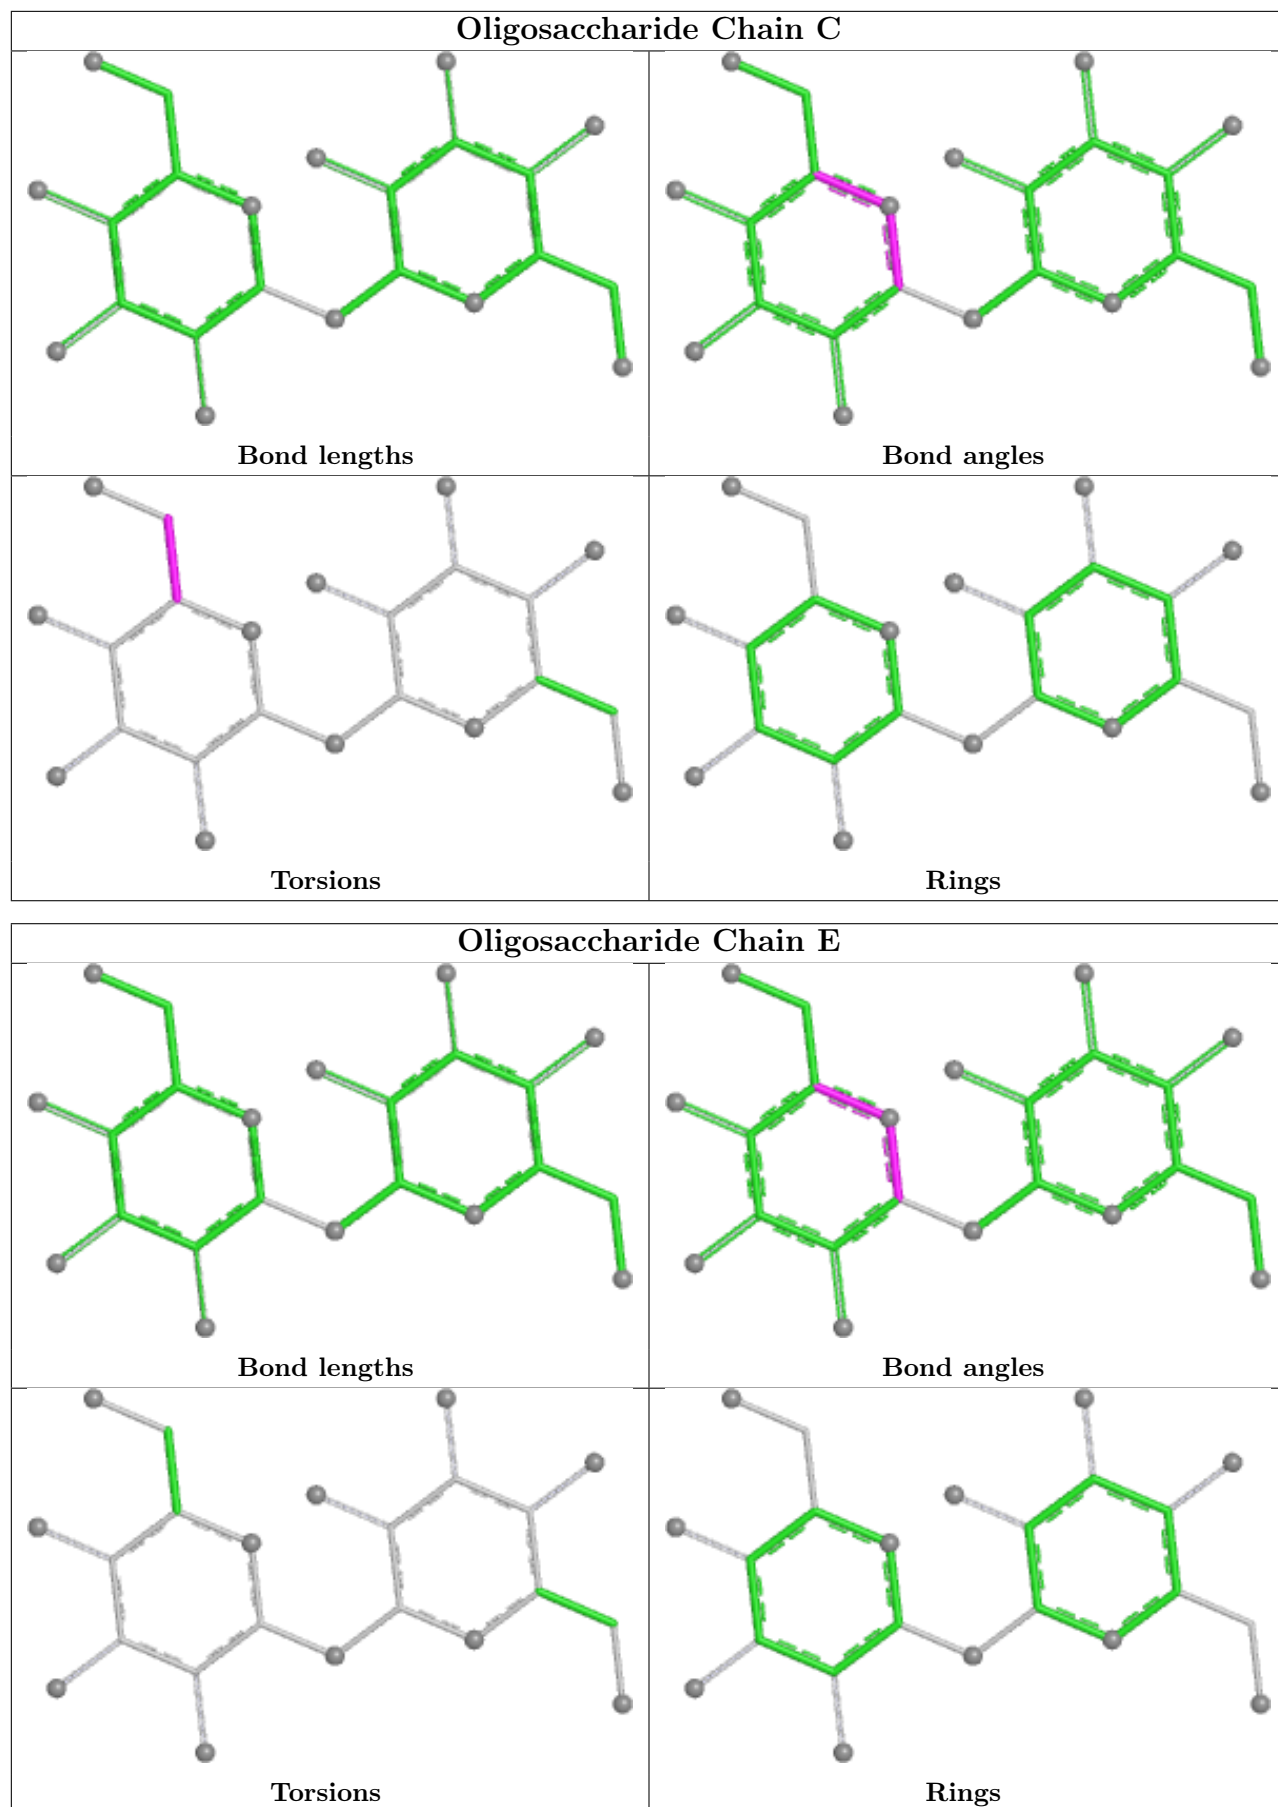 Oligosaccharide Chain C
Bond lengths
Bond angles
Torsions
Rings
Oligosaccharide Chain E
Bond lengths
Bond angles
Torsions
Rings